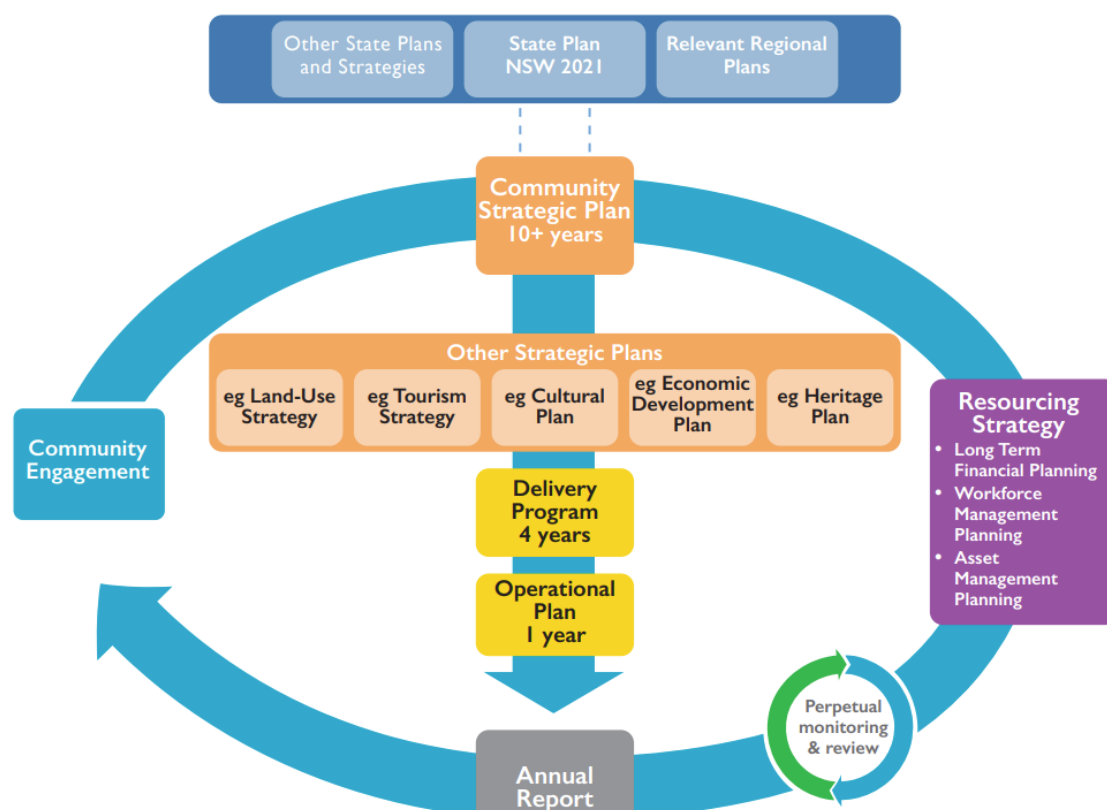 Other State Plans
and Strategies
State Plan
NSW 2021
Relevant Regional
Plans
Community
Strategic Plan
10+ years
Other Strategic Plans
eg Land-Use
Strategy
eg Tourism
Strategy
eg Cultural
Plan
eg Economic
Development
Plan
eg Heritage
Plan
Community
Engagement
Resourcing
Strategy
• Long Term
Financial Planning
• Workforce
Management
Planning
• Asset
Management
Planning
Delivery
Program
4 years
Operational
Plan
1 year
Perpetual
monitoring
& review
Annual
Report